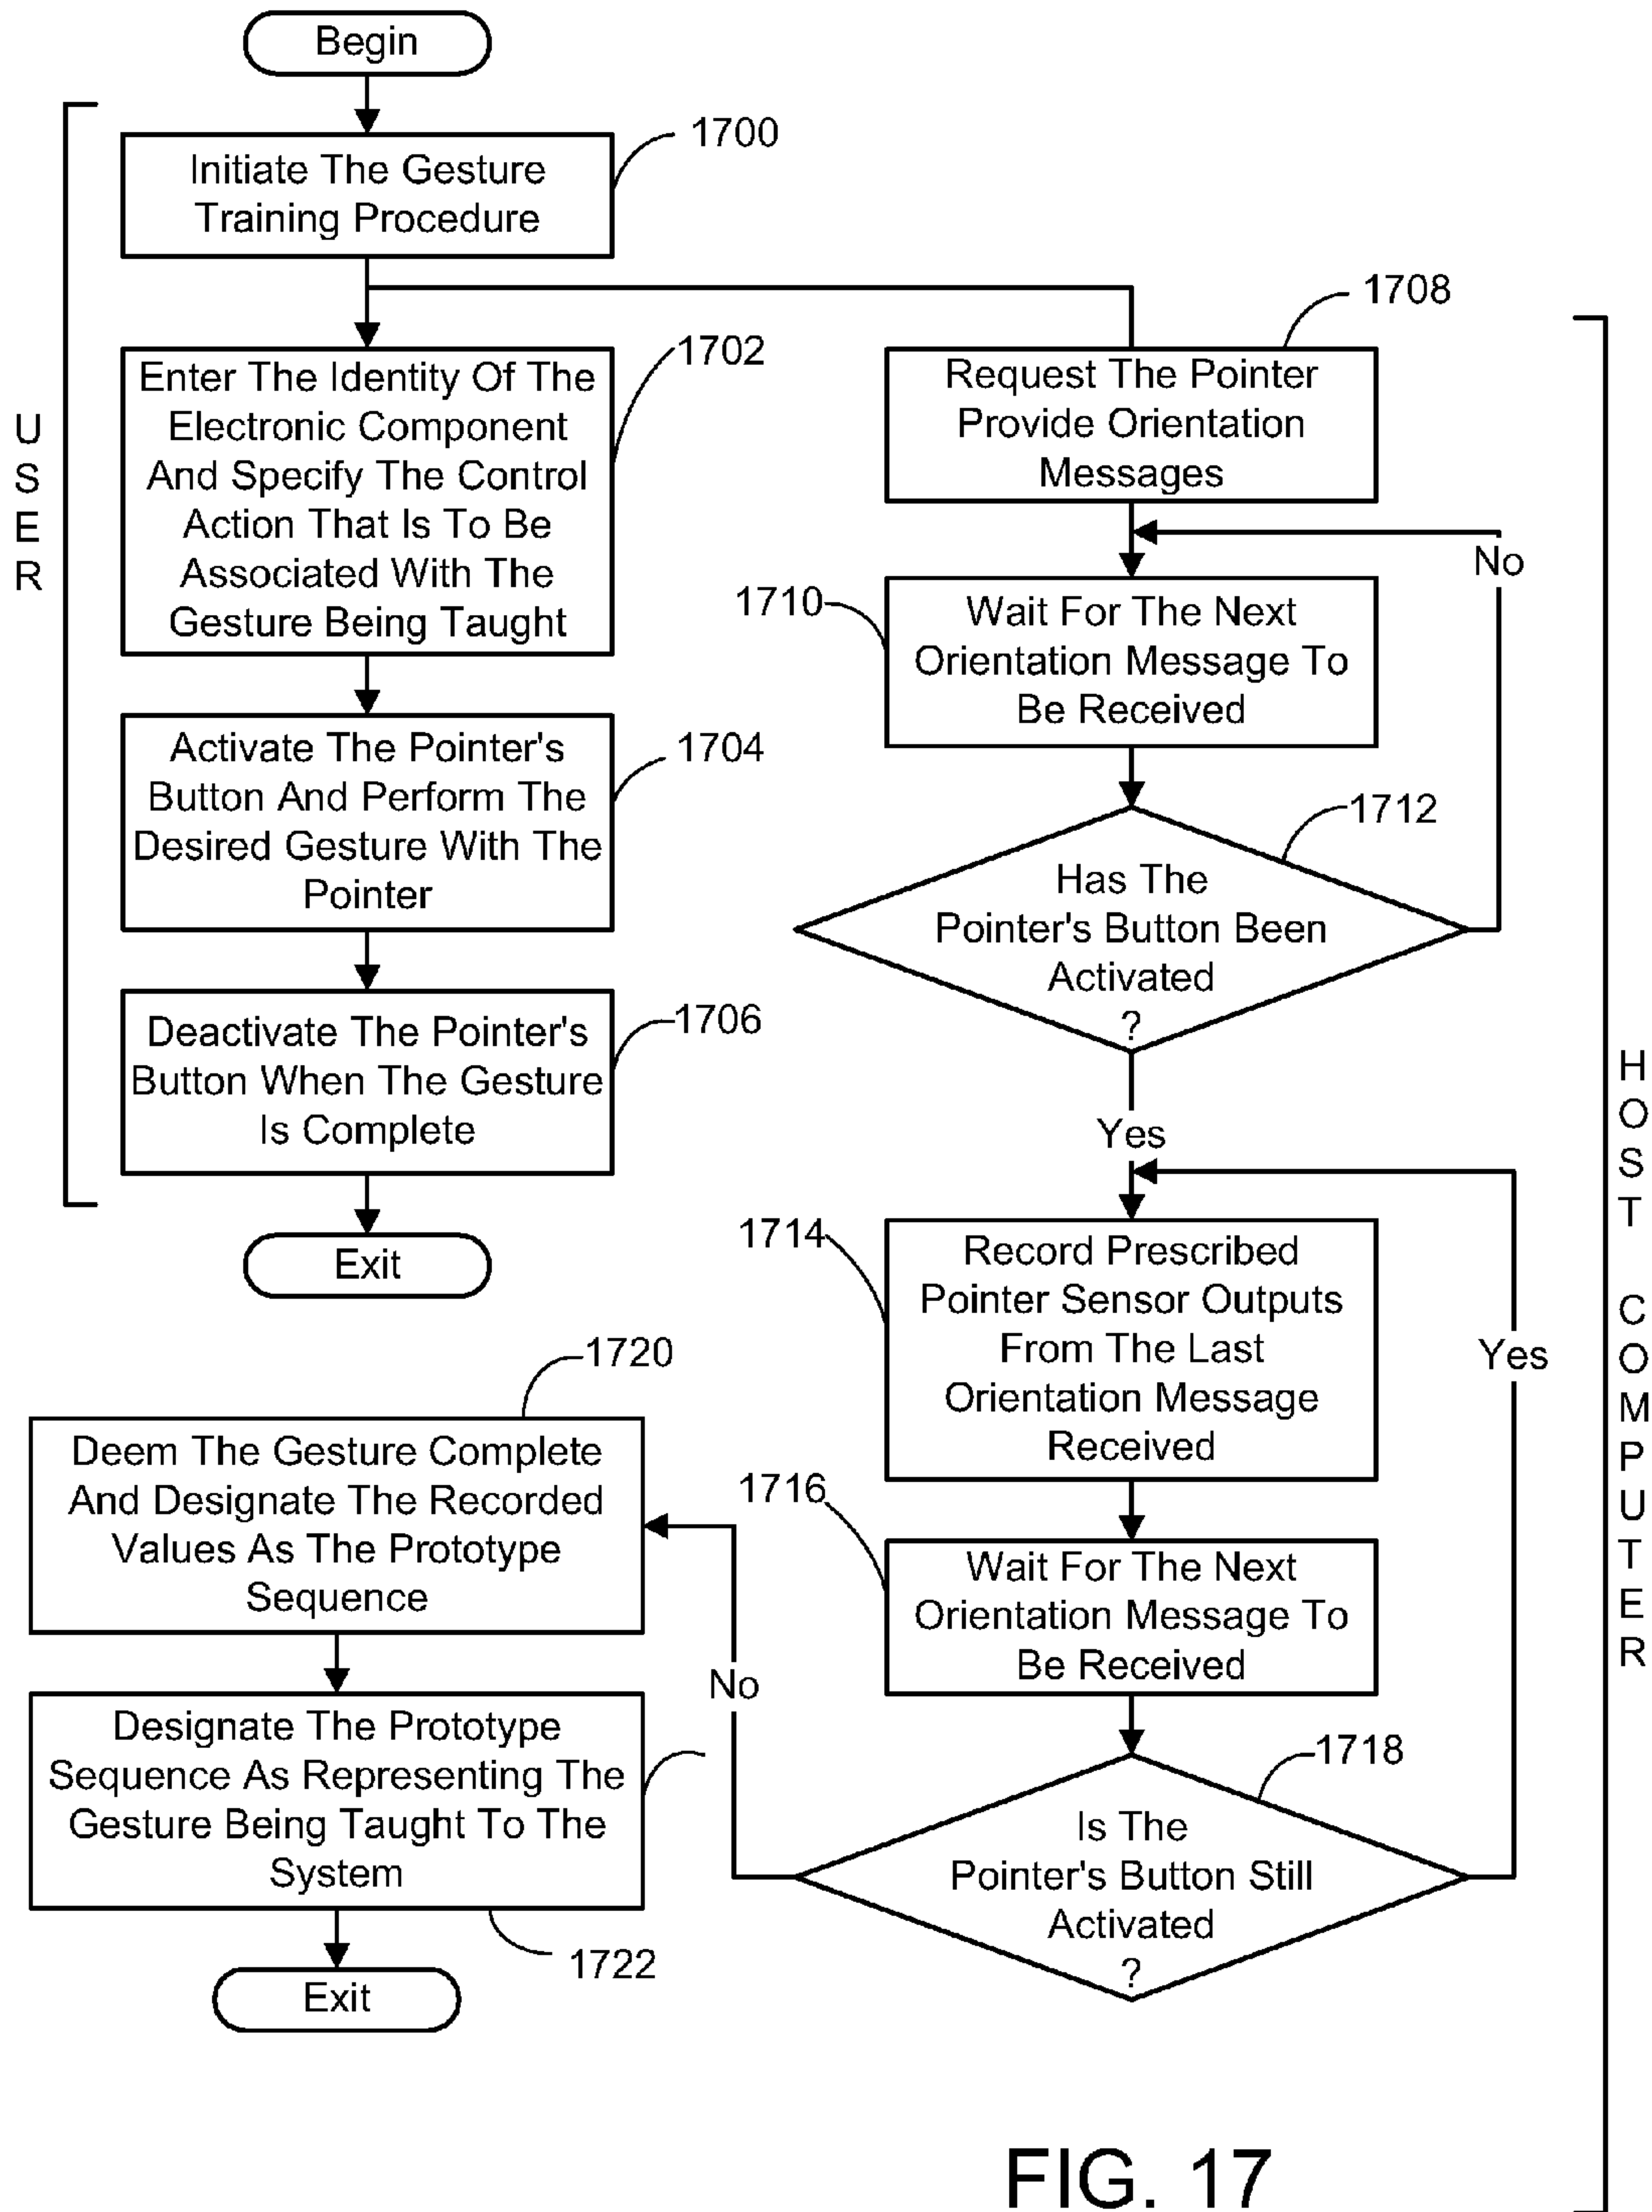 Begin
1700
Initiate The Gesture
Training Procedure
1702
Enter The Identity Of The
Electronic Component
And Specify The Control
Action That Is To Be
Associated With The
Gesture Being Taught
USER
1704
Activate The Pointer's
Button And Perform The
Desired Gesture With The
Pointer
1706
Deactivate The Pointer's
Button When The Gesture
Is Complete
Exit
1708
Request The Pointer
Provide Orientation
Messages
No
1710
Wait For The Next
Orientation Message To
Be Received
1712
Has The
Pointer's Button Been
Activated
?
Yes
HOST COMPUTER
1714
Record Prescribed
Pointer Sensor Outputs
From The Last
Orientation Message
Received
Yes
1716
Wait For The Next
Orientation Message To
Be Received
1718
Is The
Pointer's Button Still
Activated
?
No
1720
Deem The Gesture Complete
And Designate The Recorded
Values As The Prototype
Sequence
Designate The Prototype
Sequence As Representing The
Gesture Being Taught To The
System
1722
Exit
FIG. 17